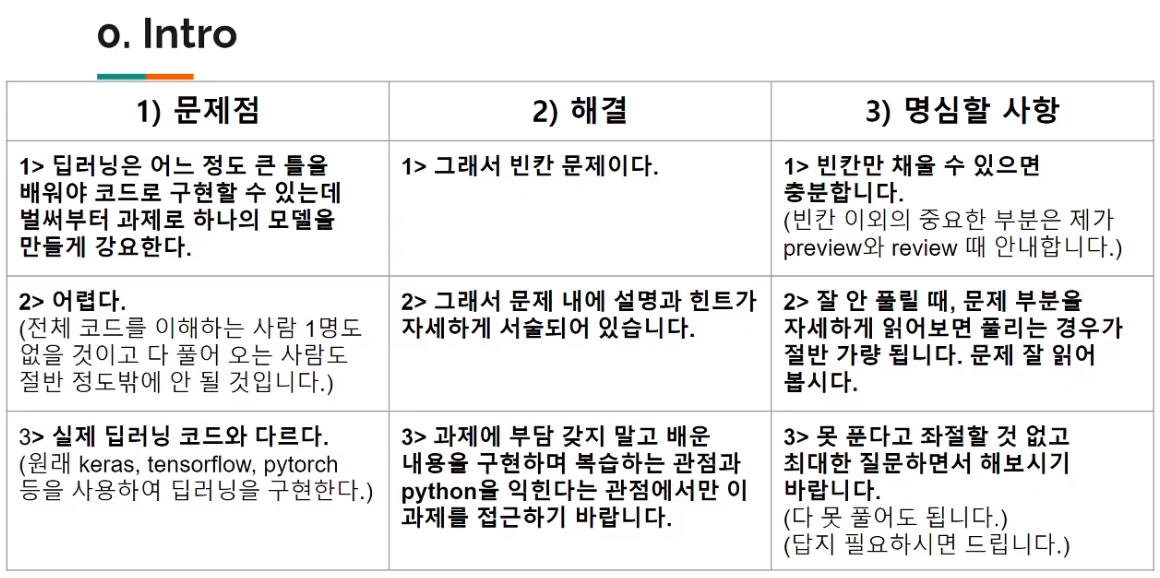 0. Intro
1) 문제점
2) 해결
3) 명심할 사항
1> 딥러닝은 어느 정도 큰 틀을
배워야 코드로 구현할 수 있는데
벌써부터 과제로 하나의 모델을
만들게 강요한다.
1> 그래서 빈칸 문제이다.
1> 빈칸만 채울 수 있으면
충분합니다.
(빈칸 이외의 중요한 부분은 제가
preview와 review 때 안내합니다.)
2> 어렵다.
(전체 코드를 이해하는 사람 1명도
없을 것이고 다 풀어 오는 사람도
절반 정도밖에 안 될 것입니다.)
2> 그래서 문제 내에 설명과 힌트가
자세하게 서술되어 있습니다.
2> 잘 안 풀릴 때, 문제 부분을
자세하게 읽어보면 풀리는 경우가
절반 가량 됩니다. 문제 잘 읽어
봅시다.
3> 실제 딥러닝 코드와 다르다.
(원래 keras, tensorflow, pytorch
등을 사용하여 딥러닝을 구현한다.)
3> 과제에 부담 갖지 말고 배운
내용을 구현하며 복습하는 관점과
python을 익힌다는 관점에서만 이
과제를 접근하기 바랍니다.
3> 못 푼다고 좌절할 것 없고
최대한 질문하면서 해보시기
바랍니다.
(다 못 풀어도 됩니다.)
(답지 필요하시면 드립니다.)